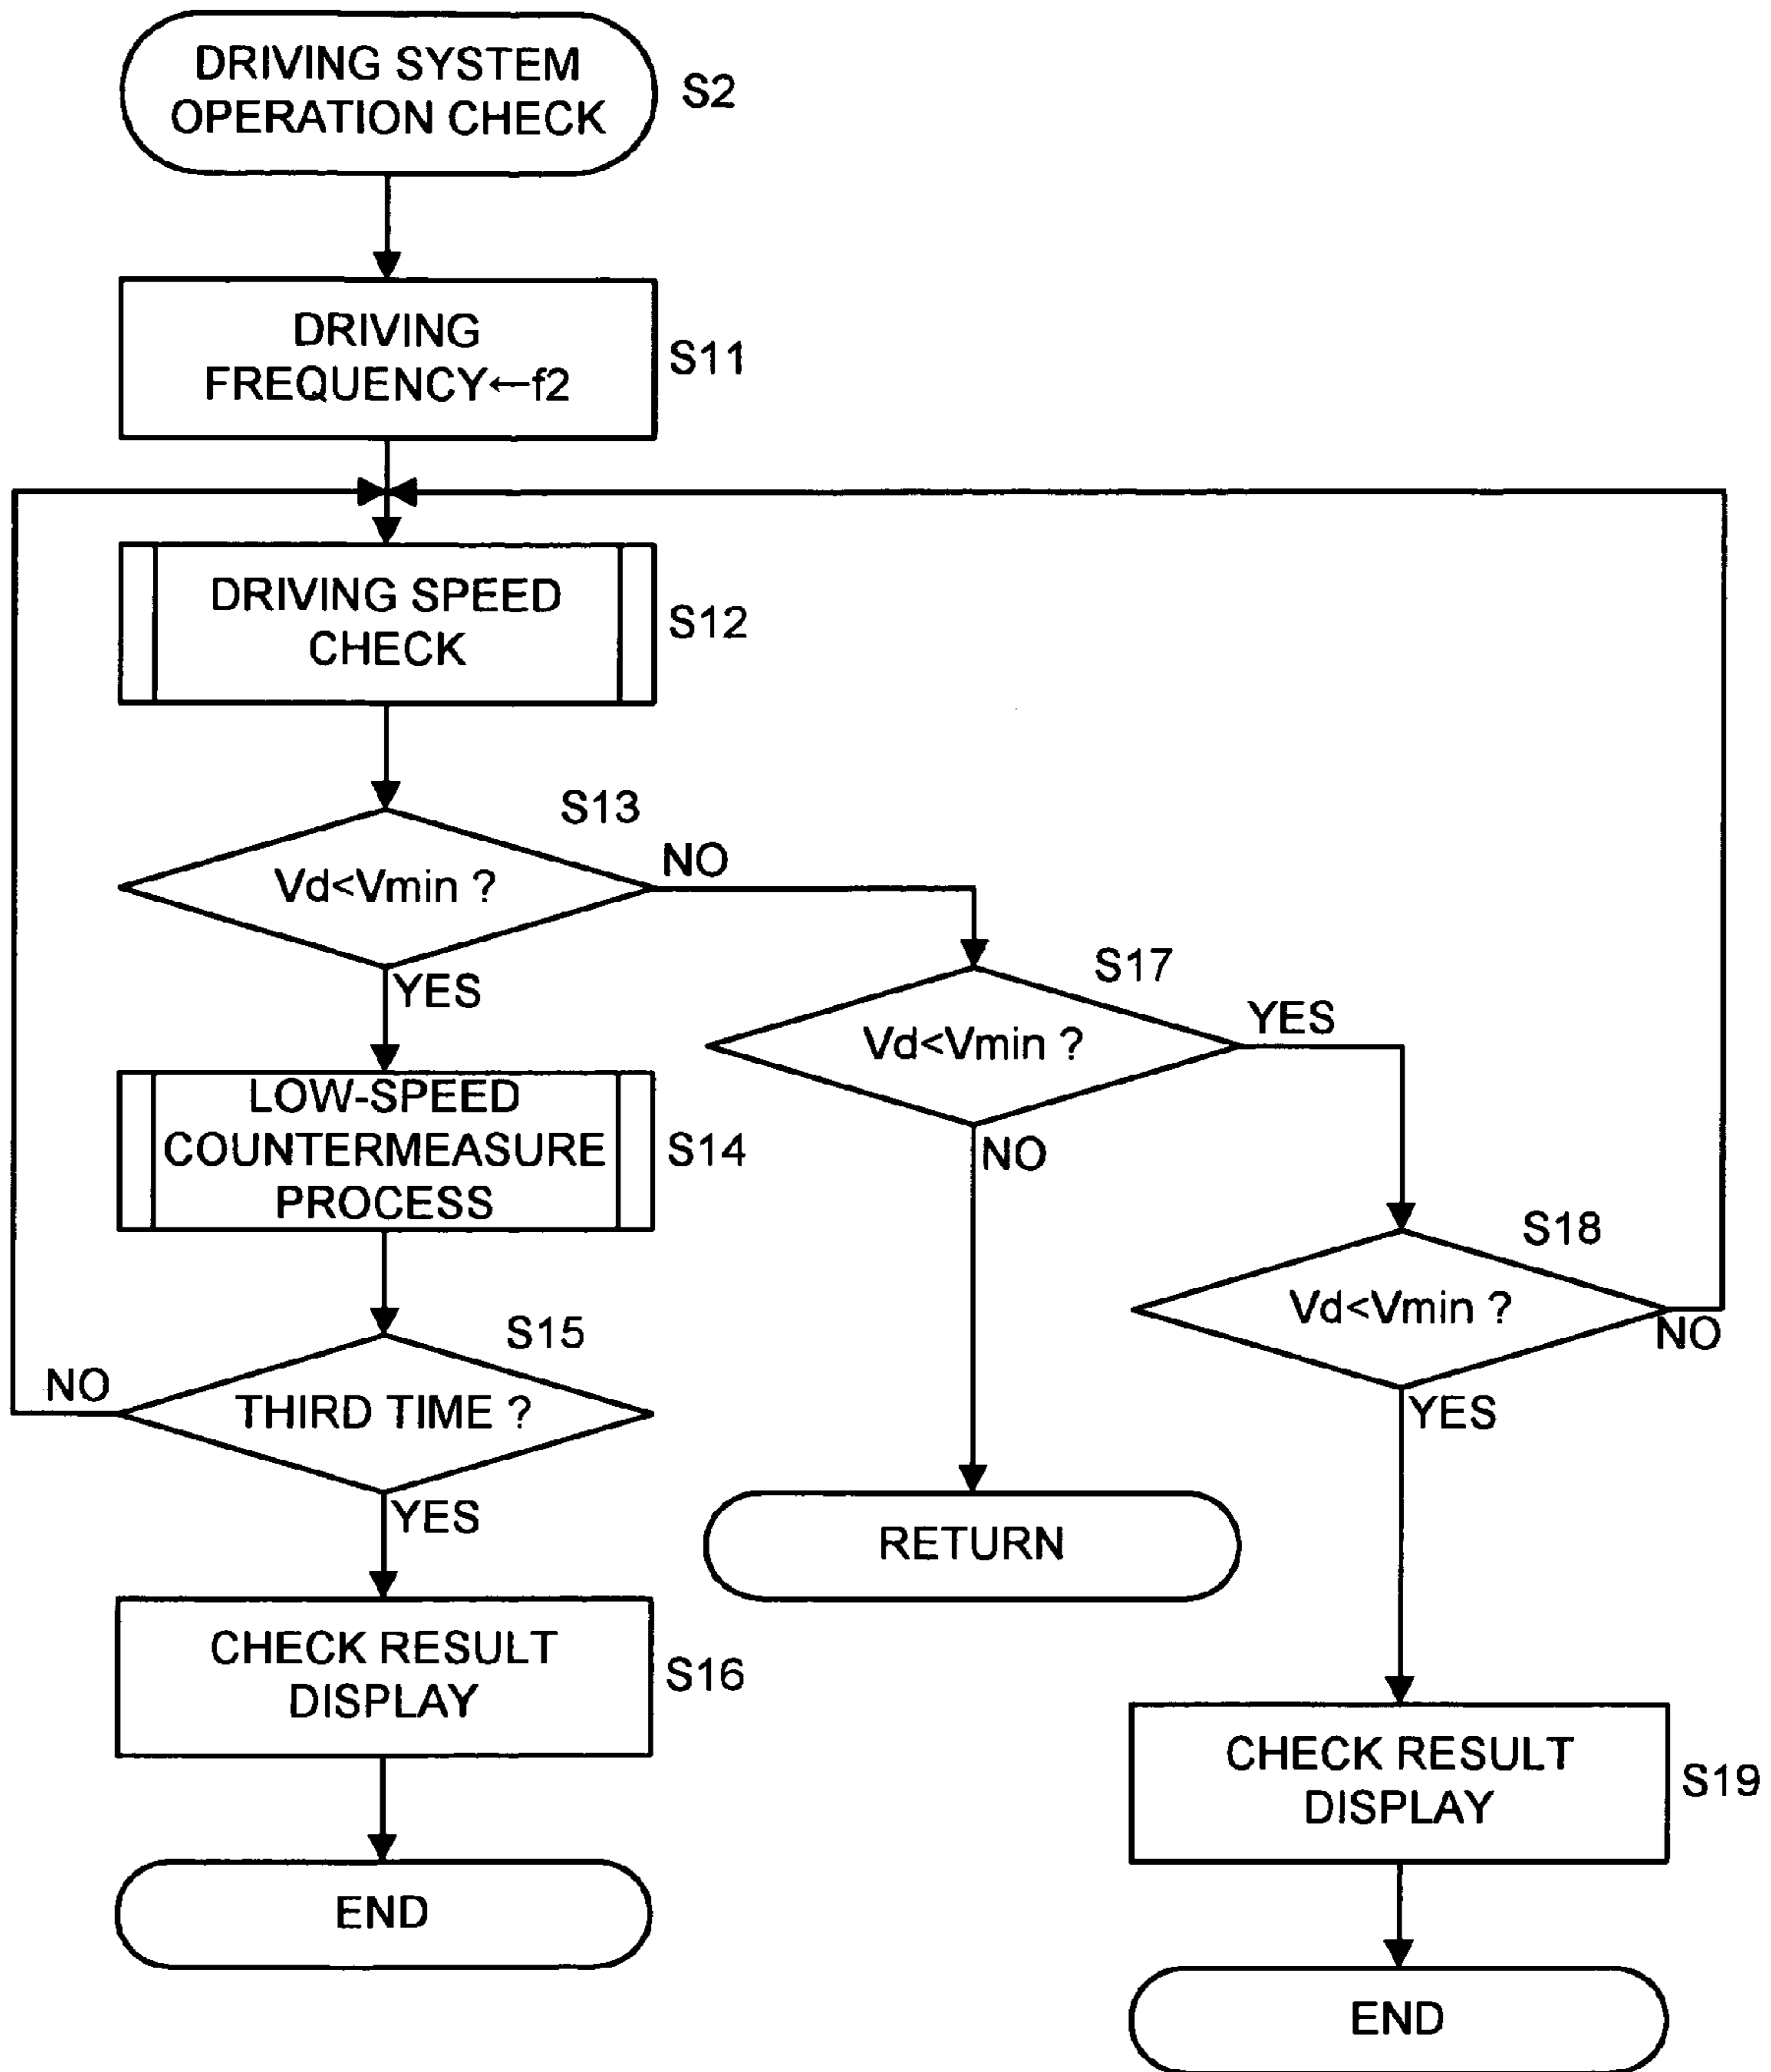 DRIVING SYSTEM
OPERATION CHECK
S2
DRIVING
FREQUENCY←f2
S11
DRIVING SPEED
CHECK
S12
S13
Vd<Vmin ?
NO
YES
S17
Vd<Vmin ?
YES
NO
LOW-SPEED
COUNTERMEASURE
PROCESS
S14
S18
Vd<Vmin ?
NO
YES
S15
THIRD TIME ?
NO
YES
RETURN
CHECK RESULT
DISPLAY
S16
CHECK RESULT
DISPLAY
S19
END
END